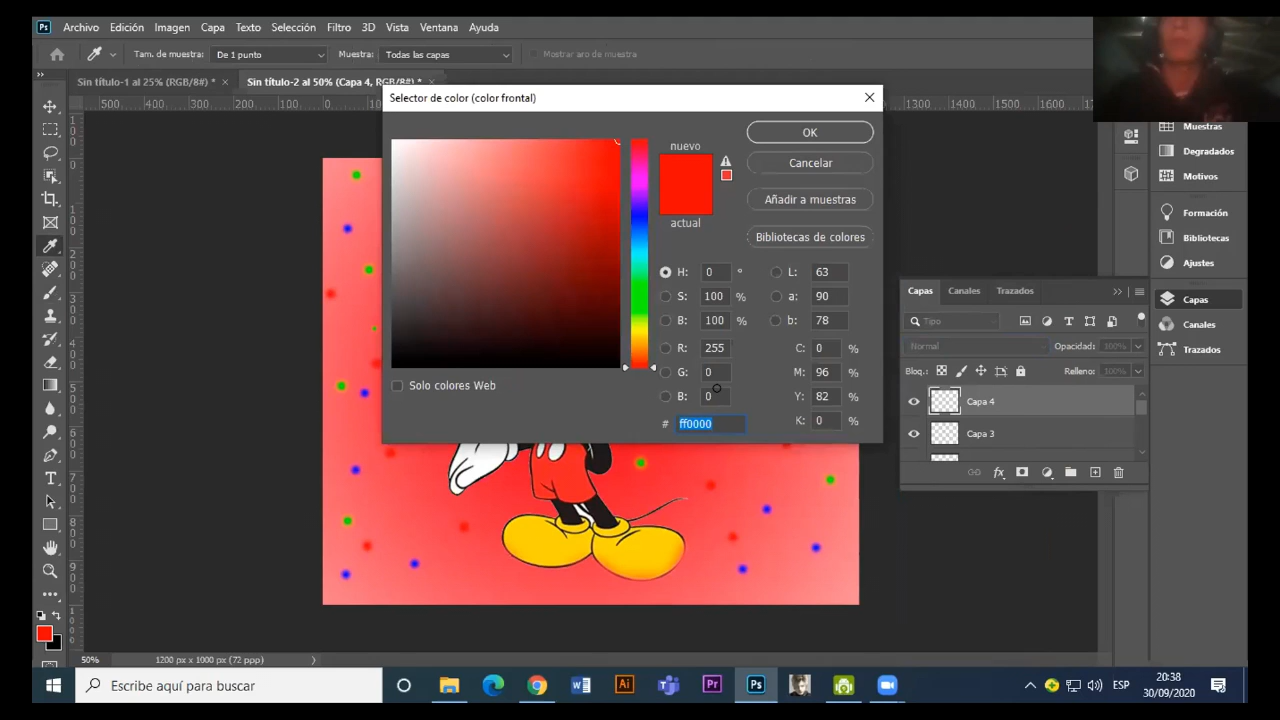 Ps Archivo Edición Imagen Capa Texto Selección Filtro 3D Vista Ventana Ayuda
Tam. de muestra: De 1 punto Muestra: Todas las capas Mostrar aro de muestra
Sin título-1 al 25% (RGB/8#) * × Sin título-2 al 50% (Capa 4, RGB/8#) *
500 400 300 200 100 0 100 1300 1400 1500 1600 1
Selector de color (color frontal)
nuevo
actual
OK
Cancelar
Añadir a muestras
Bibliotecas de colores
H: 0 ° L: 63
S: 100 % a: 90
B: 100 % b: 78
R: 255 C: 0 %
G: 0 M: 96 %
B: 0 Y: 82 %
# ff0000 K: 0 %
Solo colores Web
Muestras
Degradados
Motivos
Formación
Bibliotecas
Ajustes
Capas
Canales
Trazados
Capas Canales Trazados
Tipo
Normal Opacidad: 100%
Bloq.: Relleno: 100%
Capa 4
Capa 3
fx
50% 1200 px x 1000 px (72 ppp)
Escribe aquí para buscar
Ai Pr Ps
ESP
20:38
30/09/2020